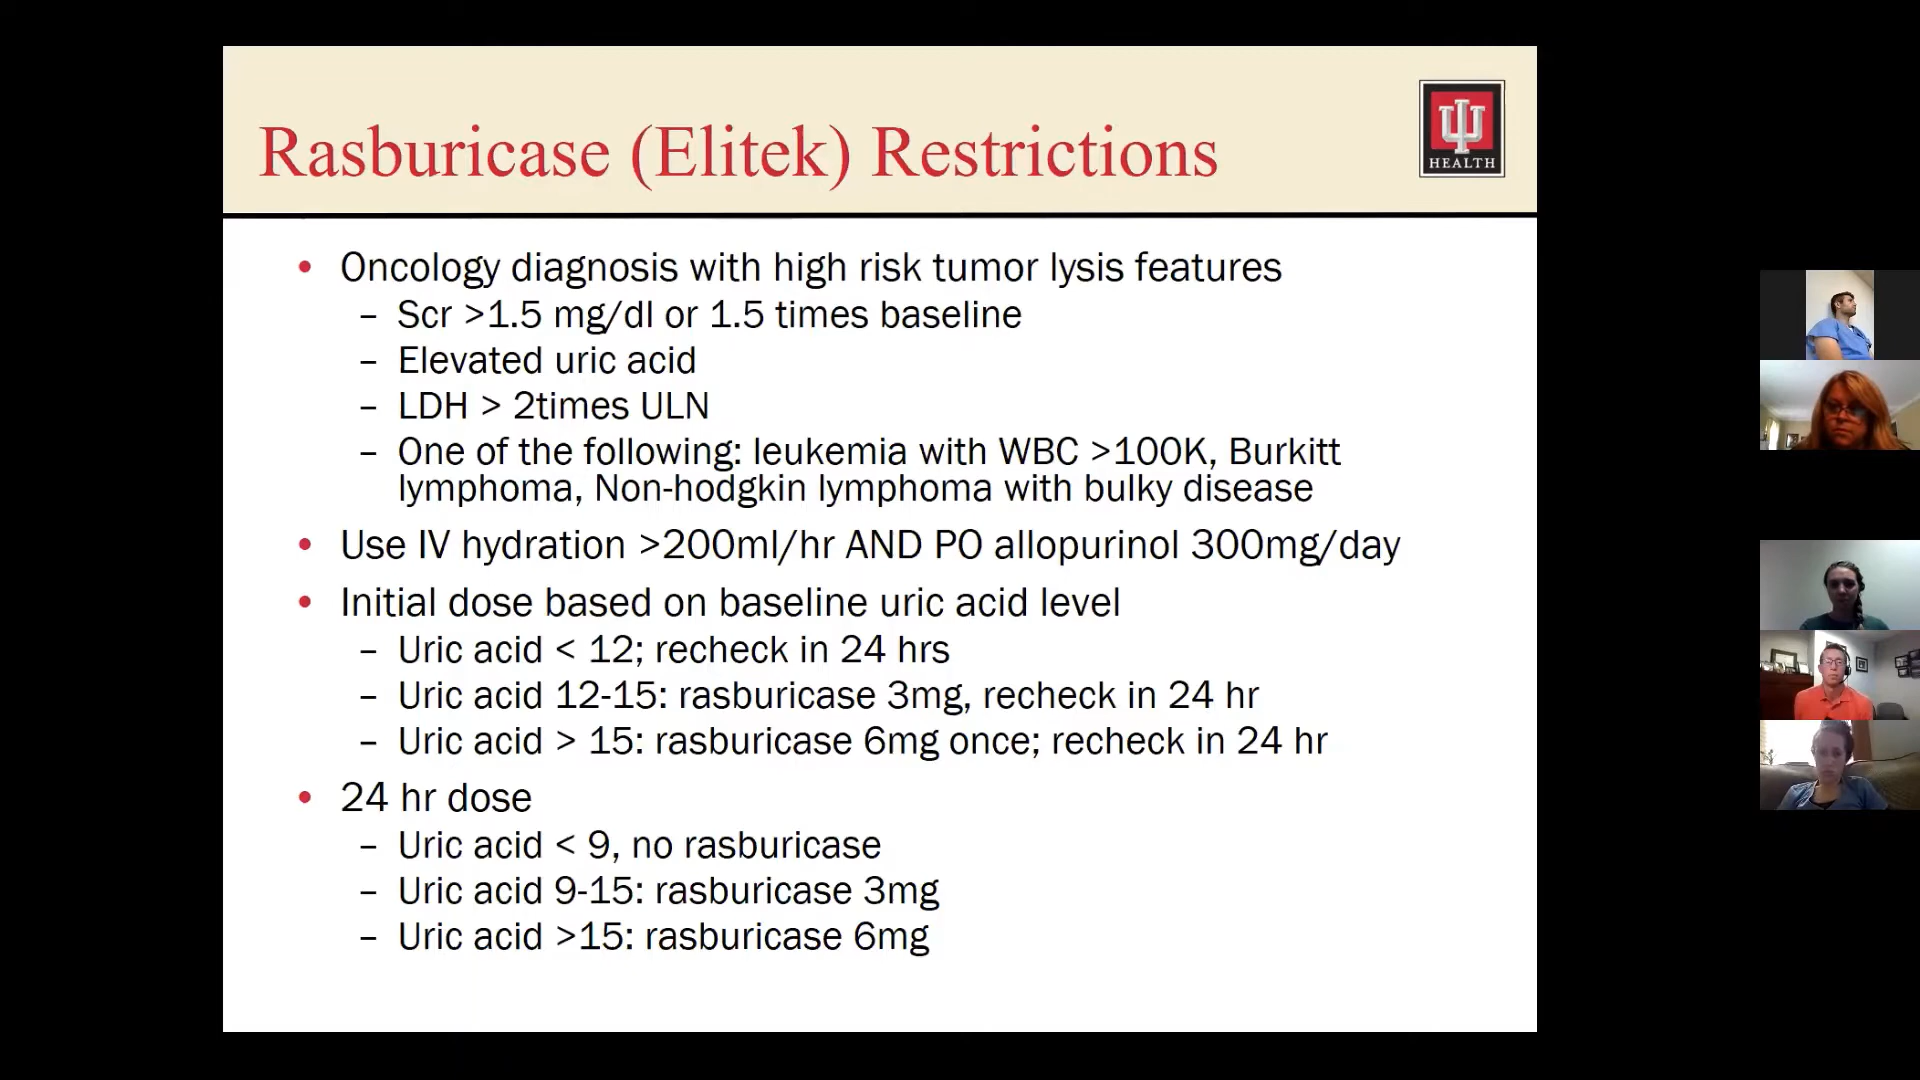 Rasburicase (Elitek) Restrictions
HEALTH
• Oncology diagnosis with high risk tumor lysis features
– Scr >1.5 mg/dl or 1.5 times baseline
– Elevated uric acid
– LDH > 2times ULN
– One of the following: leukemia with WBC >100K, Burkitt
lymphoma, Non-hodgkin lymphoma with bulky disease
• Use IV hydration >200ml/hr AND PO allopurinol 300mg/day
• Initial dose based on baseline uric acid level
– Uric acid < 12; recheck in 24 hrs
– Uric acid 12-15: rasburicase 3mg, recheck in 24 hr
– Uric acid > 15: rasburicase 6mg once; recheck in 24 hr
• 24 hr dose
– Uric acid < 9, no rasburicase
– Uric acid 9-15: rasburicase 3mg
– Uric acid >15: rasburicase 6mg